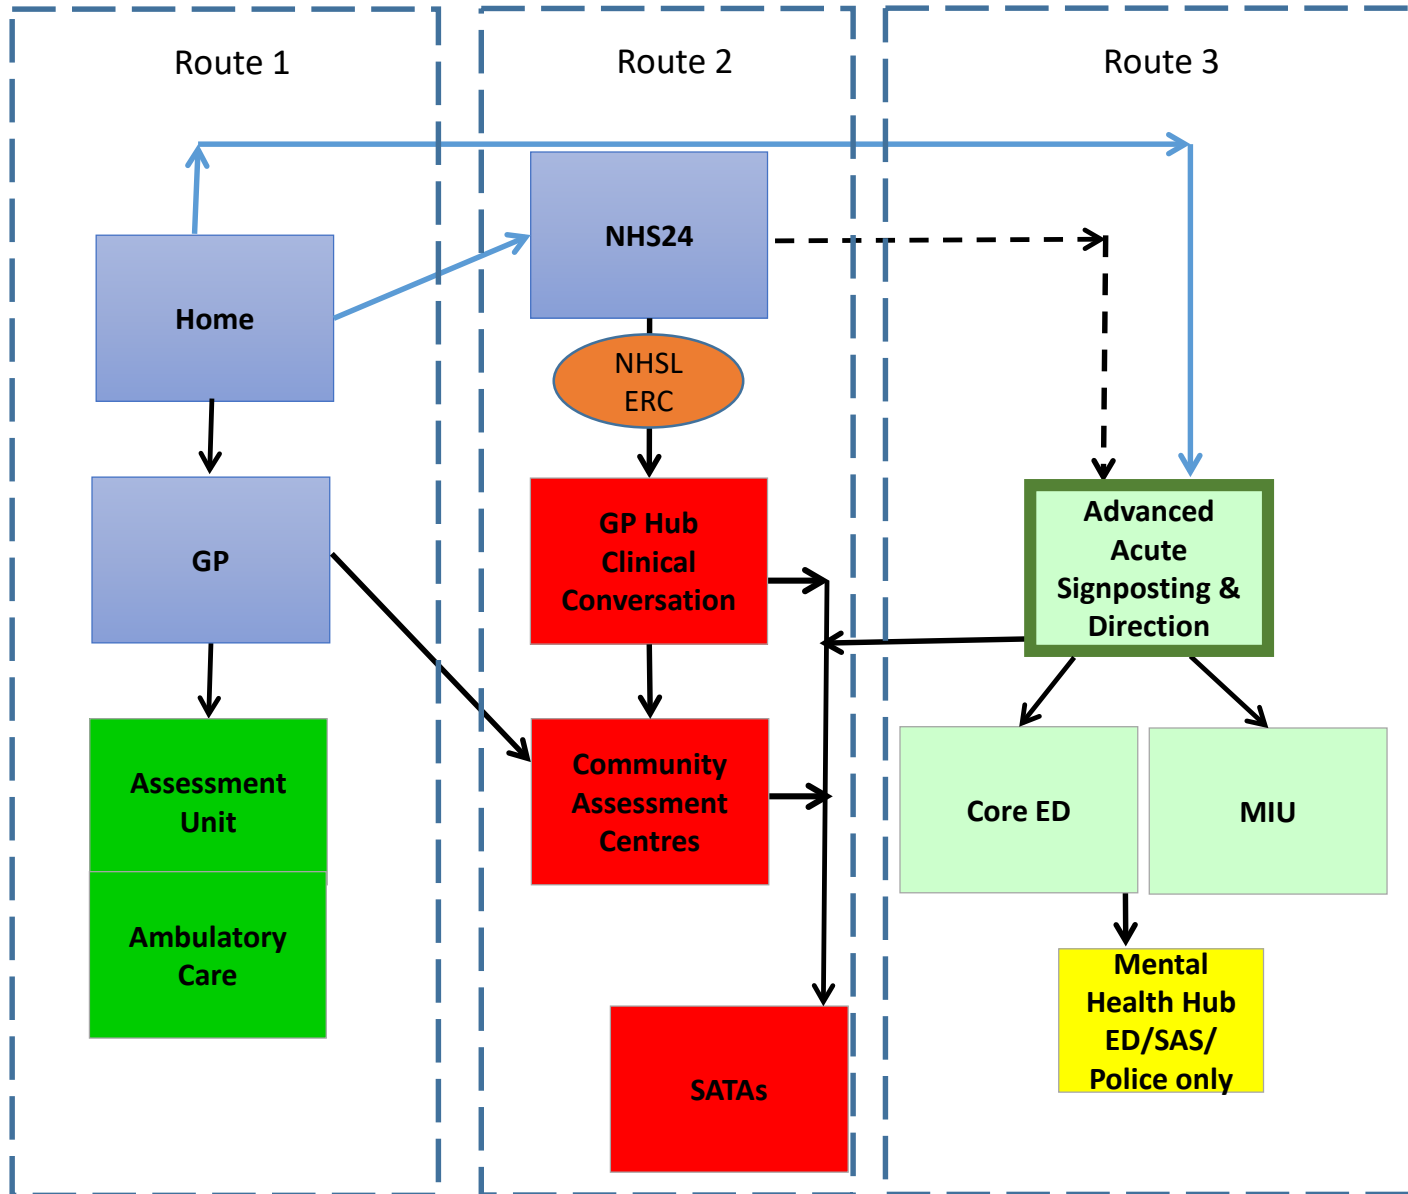 Route 1
Route 2
Route 3
Home
NHS24
NHSL
ERC
GP
GP Hub
Clinical
Conversation
Advanced
Acute
Signposting &
Direction
Assessment
Unit
Community
Assessment
Centres
Core ED
MIU
Ambulatory
Care
Mental
Health Hub
ED/SAS/
Police only
SATAs